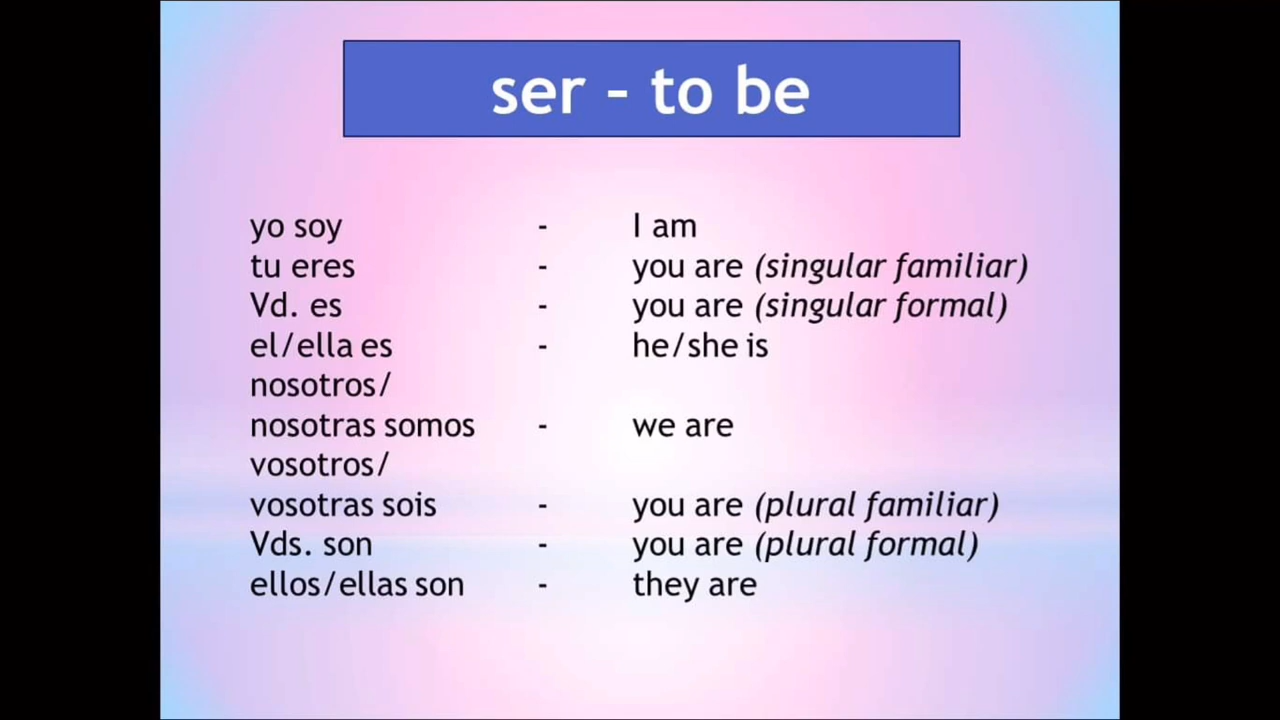 ser - to be
yo soy - I am
tu eres - you are (singular familiar)
Vd. es - you are (singular formal)
el/ella es - he/she is
nosotros/
nosotras somos - we are
vosotros/
vosotras sois - you are (plural familiar)
Vds. son - you are (plural formal)
ellos/ellas son - they are